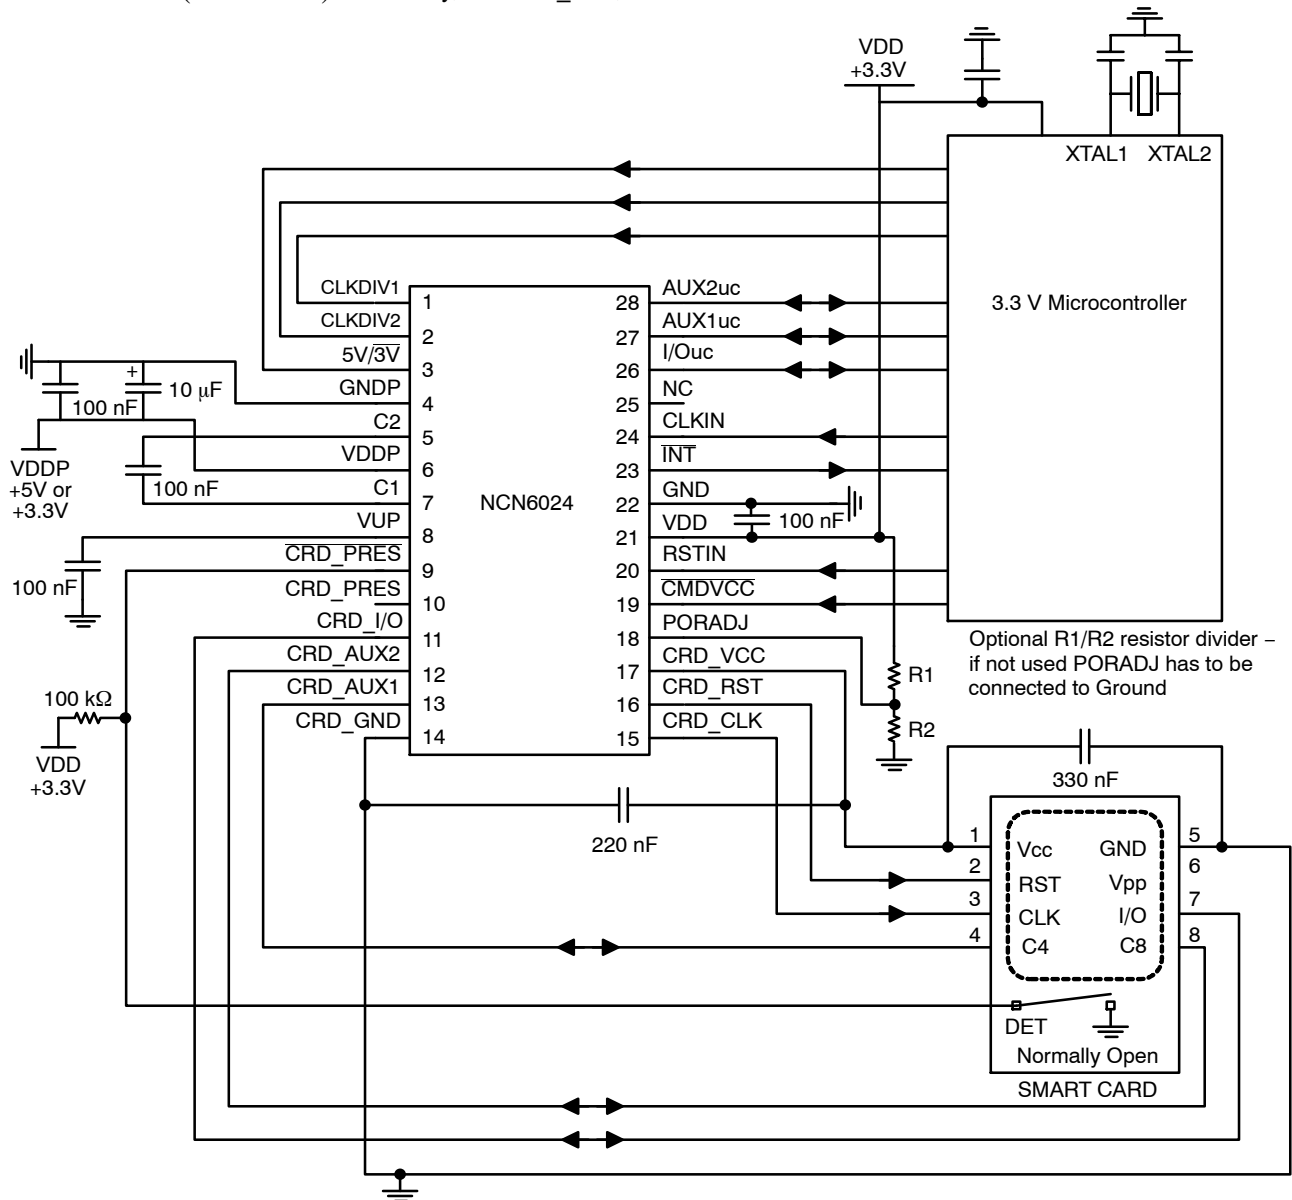 VDD
+3.3V
XTAL1 XTAL2
3.3 V Microcontroller
CLKDIV1
CLKDIV2
5V/3V
GNDP
C2
VDDP
C1
VUP
CRD_PRES
CRD_PRES
CRD_I/O
CRD_AUX2
CRD_AUX1
CRD_GND
1
2
3
4
5
6
7
8
9
10
11
12
13
14
NCN6024
28
27
26
25
24
23
22
21
20
19
18
17
16
15
AUX2uc
AUX1uc
I/Ouc
NC
CLKIN
INT
GND
VDD
RSTIN
CMDVCC
PORADJ
CRD_VCC
CRD_RST
CRD_CLK
+
10 μF
100 nF
VDDP
+5V or
+3.3V
100 nF
100 nF
100 nF
100 kΩ
VDD
+3.3V
R1
R2
Optional R1/R2 resistor divider –
if not used PORADJ has to be
connected to Ground
220 nF
330 nF
1
2
3
4
Vcc
RST
CLK
C4
GND
Vpp
I/O
C8
5
6
7
8
DET
Normally Open
SMART CARD